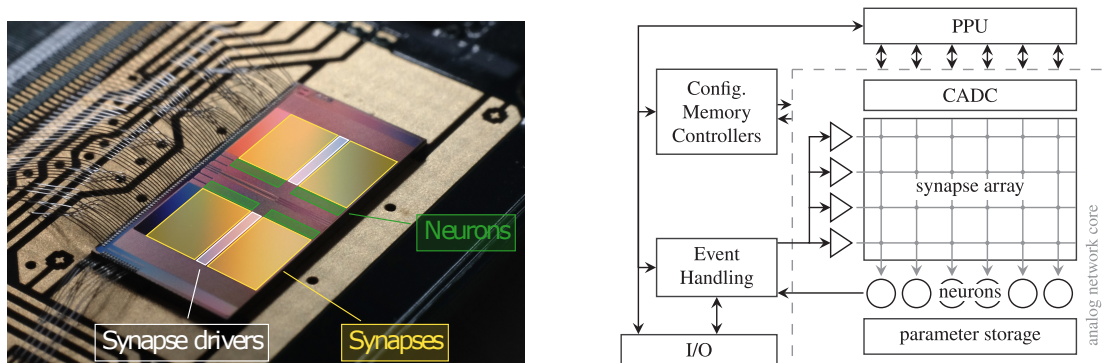 Neurons
Synapse drivers
Synapses
PPU
CADC
Config.
Memory
Controllers
synapse array
Event
Handling
neurons
parameter storage
I/O
analog network core